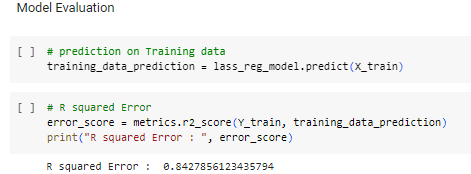 Model Evaluation
[ ] # prediction on Training data
training_data_prediction = lass_reg_model.predict(X_train)
[ ] # R squared Error
error_score = metrics.r2_score(Y_train, training_data_prediction)
print("R squared Error : ", error_score)
R squared Error :  0.8427856123435794